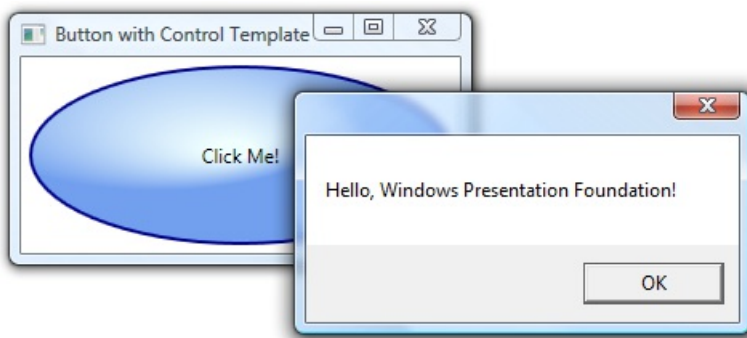 Button with Control Template
Click Me!
Hello, Windows Presentation Foundation!
OK